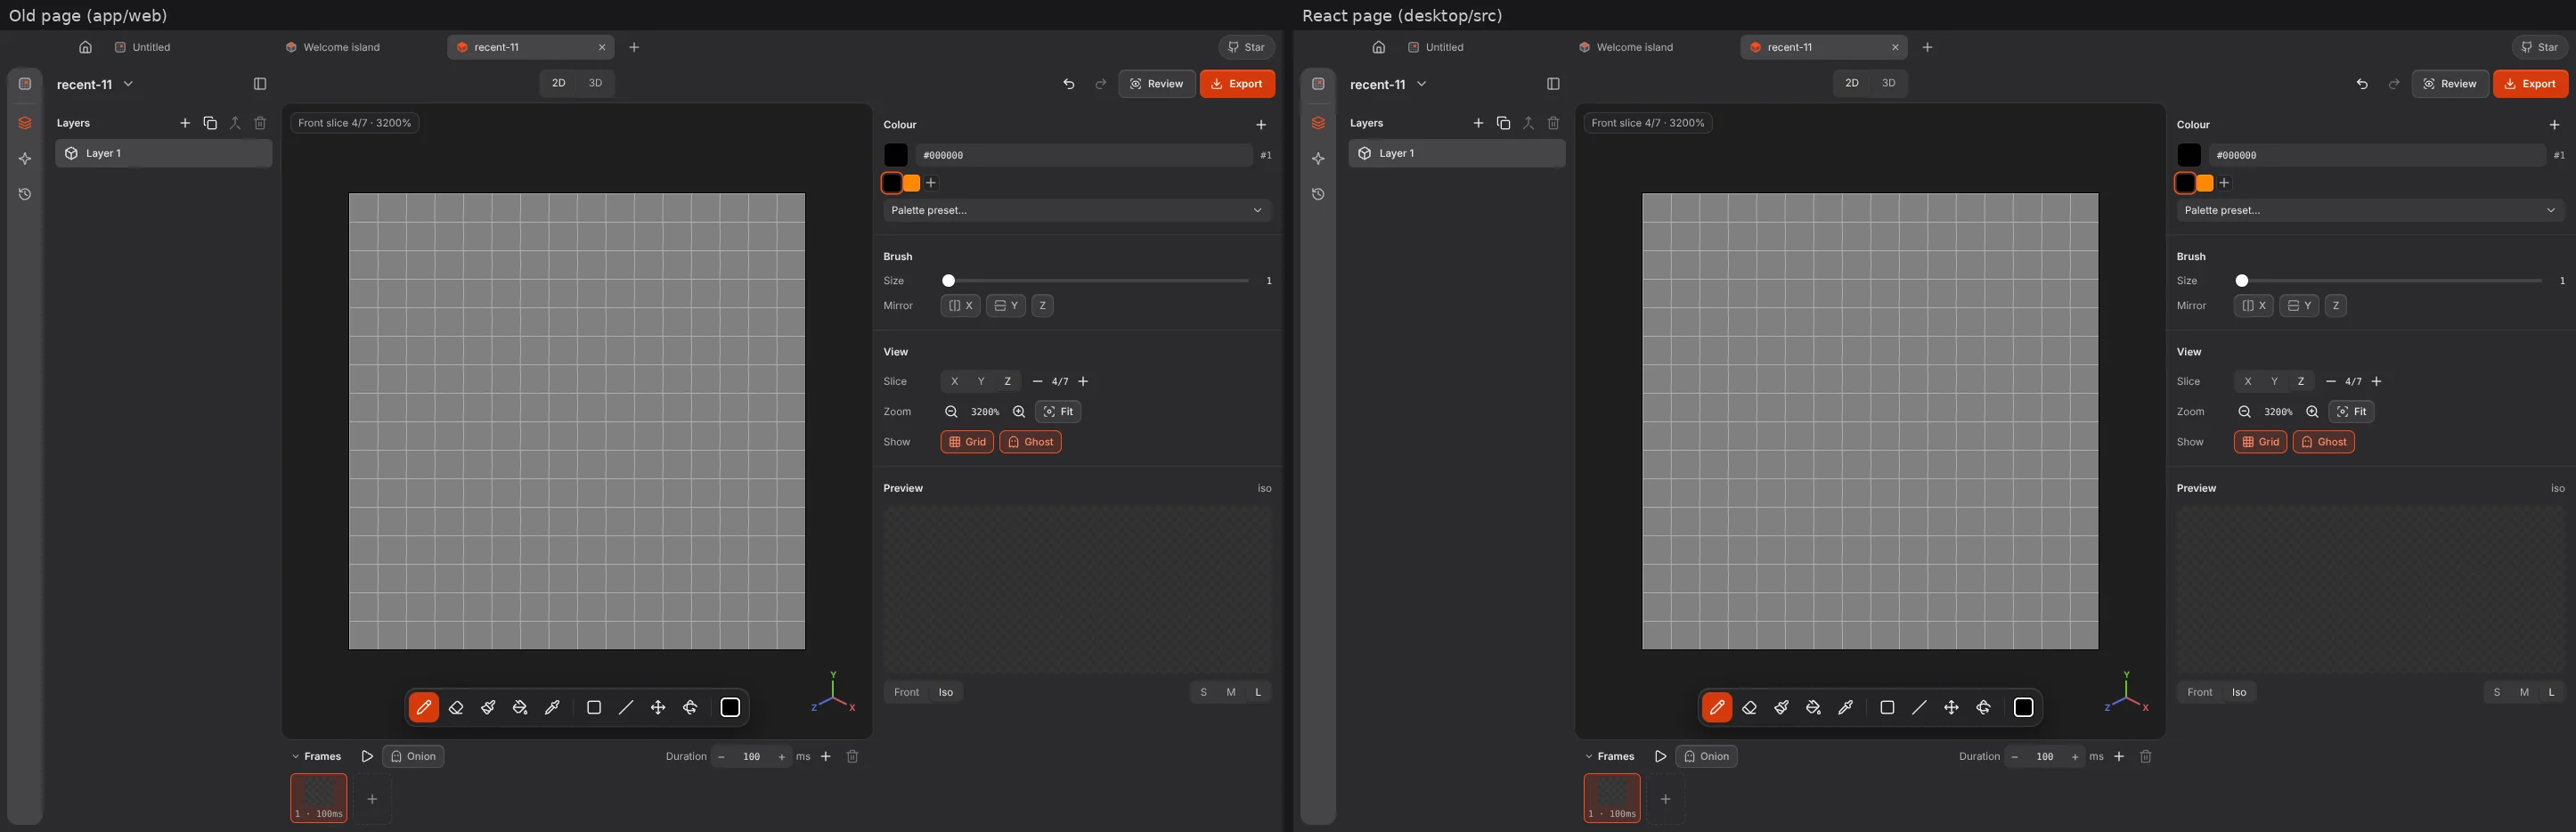 Old page (app/web)
Untitled
Welcome island
recent-11
Star
recent-11
2D 3D
Review
Export
Layers
Layer 1
Front slice 4/7 · 3200%
Y
Z X
Colour
#000000 #1
Palette preset...
Brush
Size 1
Mirror X Y Z
View
Slice X Y Z 4/7
Zoom 3200% Fit
Show Grid Ghost
Preview iso
Front Iso S M L
Frames Onion Duration 100 ms
1 · 100ms
React page (desktop/src)
Untitled
Welcome island
recent-11
Star
recent-11
2D 3D
Review
Export
Layers
Layer 1
Front slice 4/7 · 3200%
Y
Z X
Colour
#000000 #1
Palette preset...
Brush
Size 1
Mirror X Y Z
View
Slice X Y Z 4/7
Zoom 3200% Fit
Show Grid Ghost
Preview iso
Front Iso S M L
Frames Onion Duration 100 ms
1 · 100ms